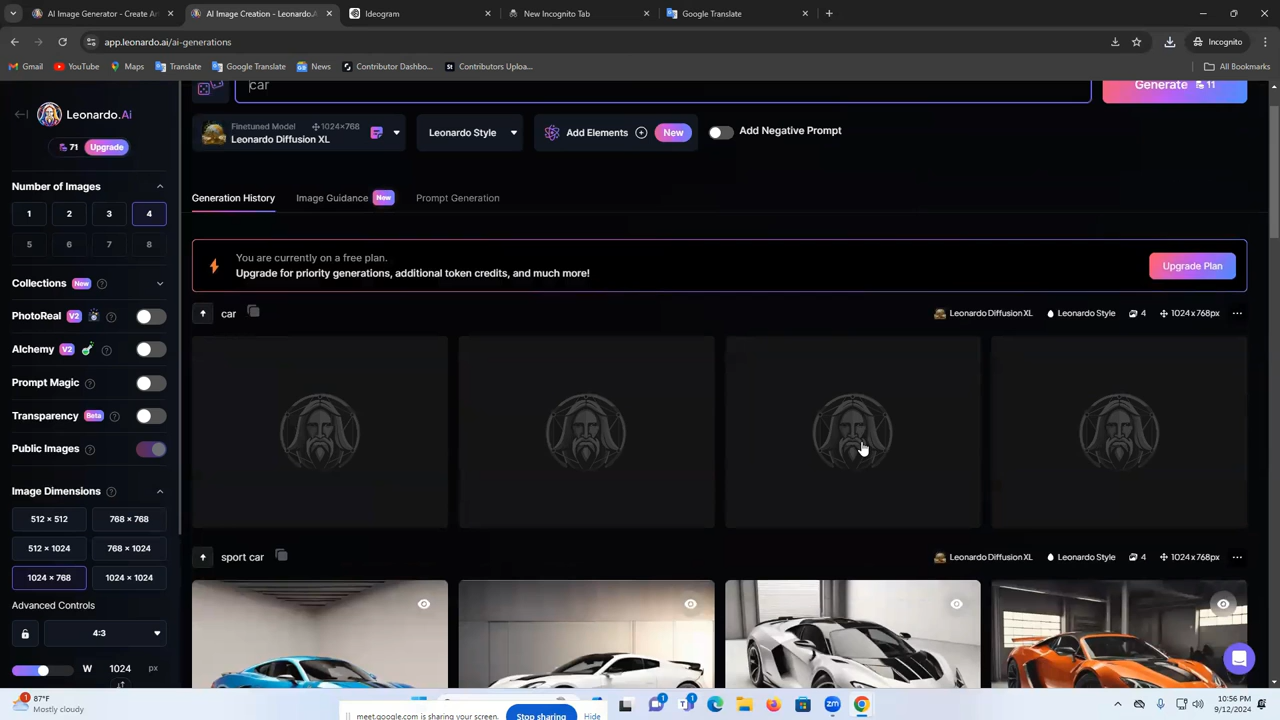 AI Image Generator - Create Ar
AI Image Creation - Leonardo.A
Ideogram
New Incognito Tab
Google Translate
app.leonardo.ai/ai-generations
Incognito
Gmail
YouTube
Maps
Translate
Google Translate
News
Contributor Dashbo...
St Contributors Uploa...
All Bookmarks
car
Generate 11
Leonardo.Ai
71 Upgrade
Finetuned Model 1024×768
Leonardo Diffusion XL
Leonardo Style
Add Elements New
Add Negative Prompt
Number of Images
1 2 3 4
5 6 7 8
Collections New ?
PhotoReal V2 ?
Alchemy V2 ?
Prompt Magic ?
Transparency Beta ?
Public Images ?
Image Dimensions ?
512 × 512 768 × 768
512 × 1024 768 × 1024
1024 × 768 1024 × 1024
Advanced Controls
4:3
W 1024 px
Generation History
Image Guidance New
Prompt Generation
You are currently on a free plan.
Upgrade for priority generations, additional token credits, and much more!
Upgrade Plan
car
Leonardo Diffusion XL Leonardo Style 4 1024x768px ...
sport car
Leonardo Diffusion XL Leonardo Style 4 1024x768px ...
1 87°F
Mostly cloudy
meet.google.com is sharing your screen.
Stop sharing
Hide
zm
10:56 PM
9/12/2024